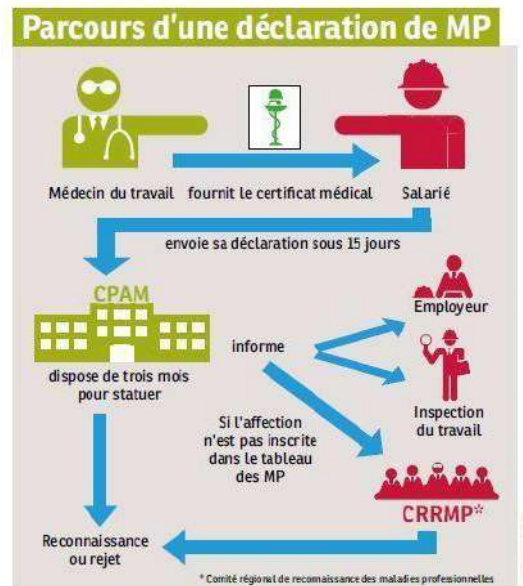 Parcours d'une déclaration de MP
Médecin du travail
fournit le certificat médical
Salarié
envoie sa déclaration sous 15 jours
CPAM
dispose de trois mois
pour statuer
informe
Employeur
Inspection
du travail
Si l'affection
n'est pas inscrite
dans le tableau
des MP
CRRMP*
Reconnaissance
ou rejet
* Comité régional de reconnaissance des maladies professionnelles